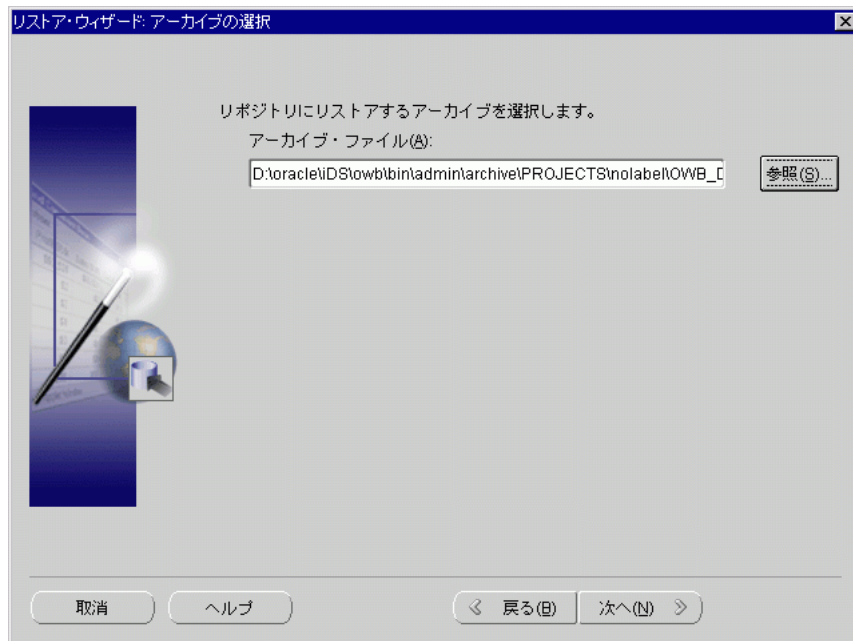 リストア・ウィザード: アーカイブの選択
リポジトリにリストアするアーカイブを選択します。
アーカイブ・ファイル(A):
D:\oracle\iDS\owb\bin\admin\archive\PROJECTS\nolabel\OWB_D
参照(S)...
取消
ヘルプ
戻る(B)
次へ(N)